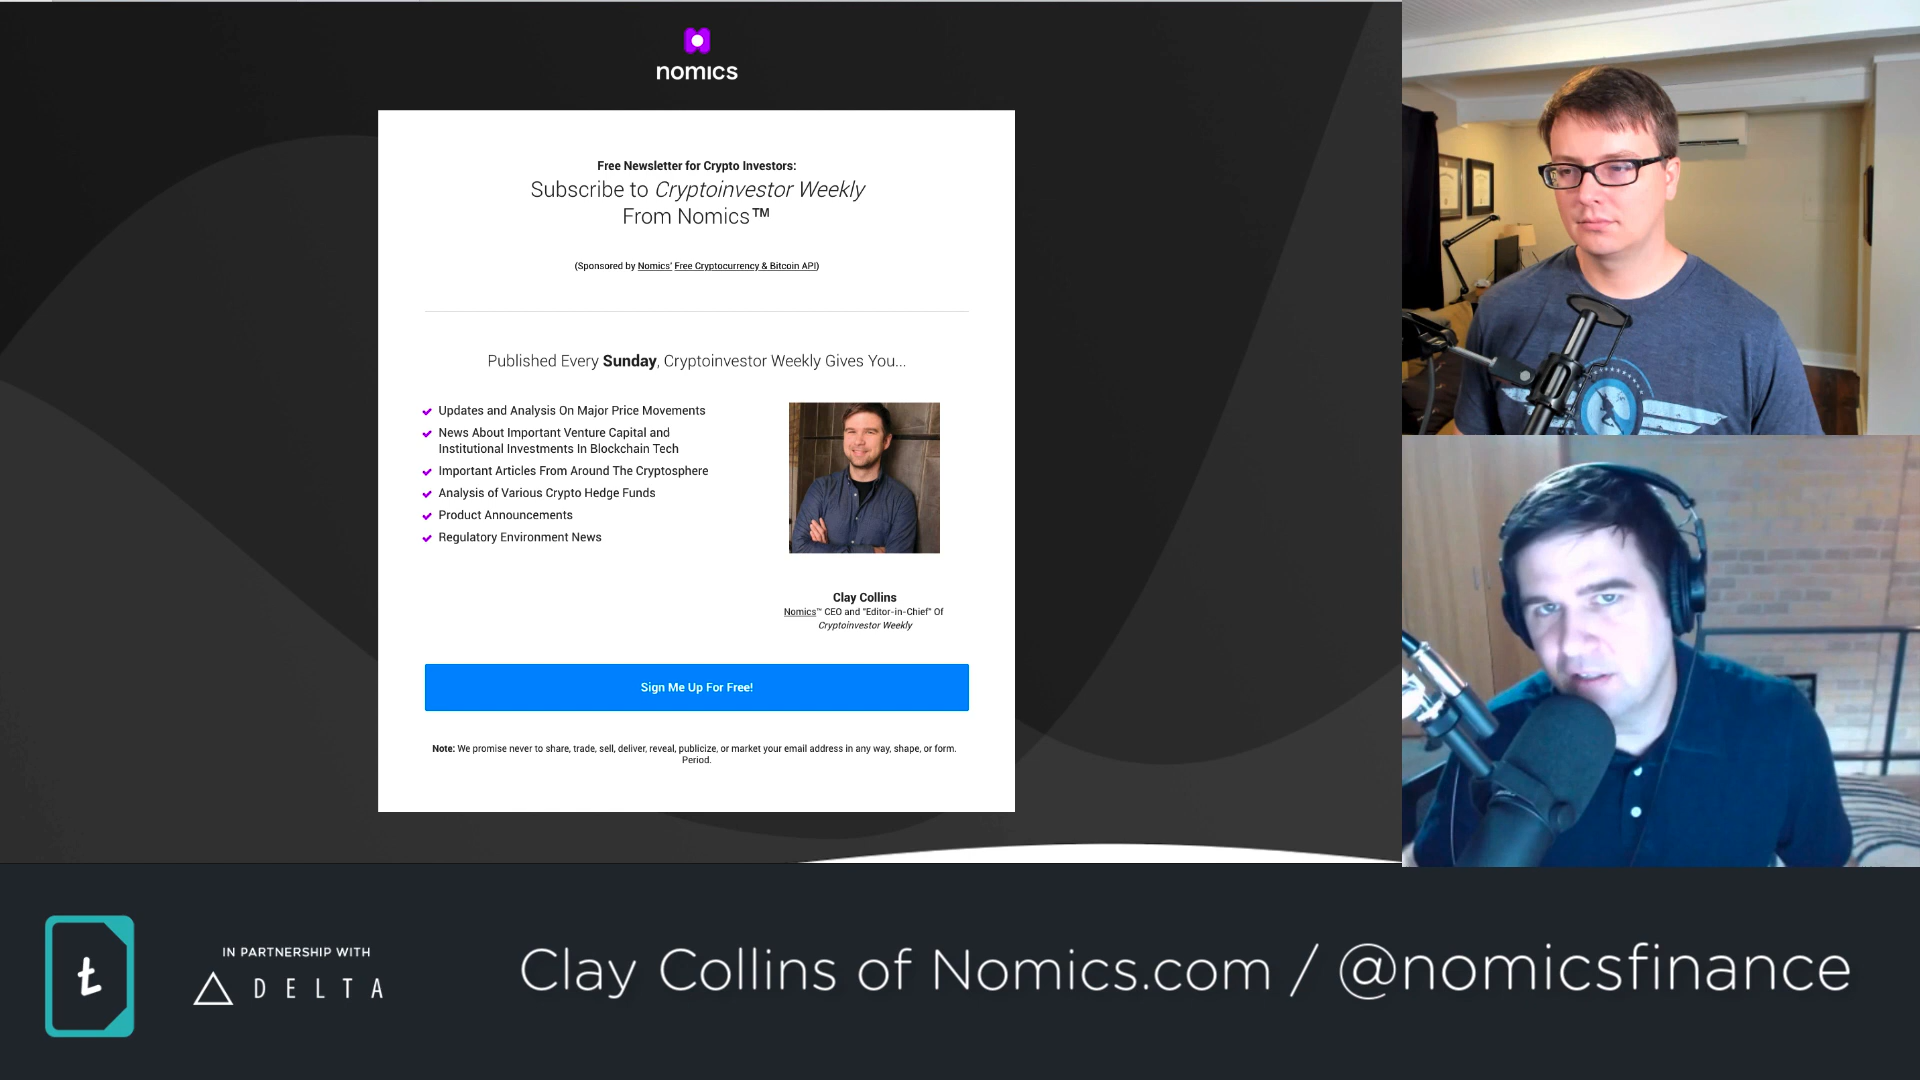 nomics
Free Newsletter for Crypto Investors:
Subscribe to Cryptoinvestor Weekly
From Nomics™
(Sponsored by Nomics' Free Cryptocurrency & Bitcoin API)
Published Every Sunday, Cryptoinvestor Weekly Gives You...
Updates and Analysis On Major Price Movements
News About Important Venture Capital and
Institutional Investments In Blockchain Tech
Important Articles From Around The Cryptosphere
Analysis of Various Crypto Hedge Funds
Product Announcements
Regulatory Environment News
Clay Collins
Nomics™ CEO and "Editor-in-Chief" Of
Cryptoinvestor Weekly
Sign Me Up For Free!
Note: We promise never to share, trade, sell, deliver, reveal, publicize, or market your email address in any way, shape, or form.
Period.
IN PARTNERSHIP WITH
DELTA
Clay Collins of Nomics.com / @nomicsfinance